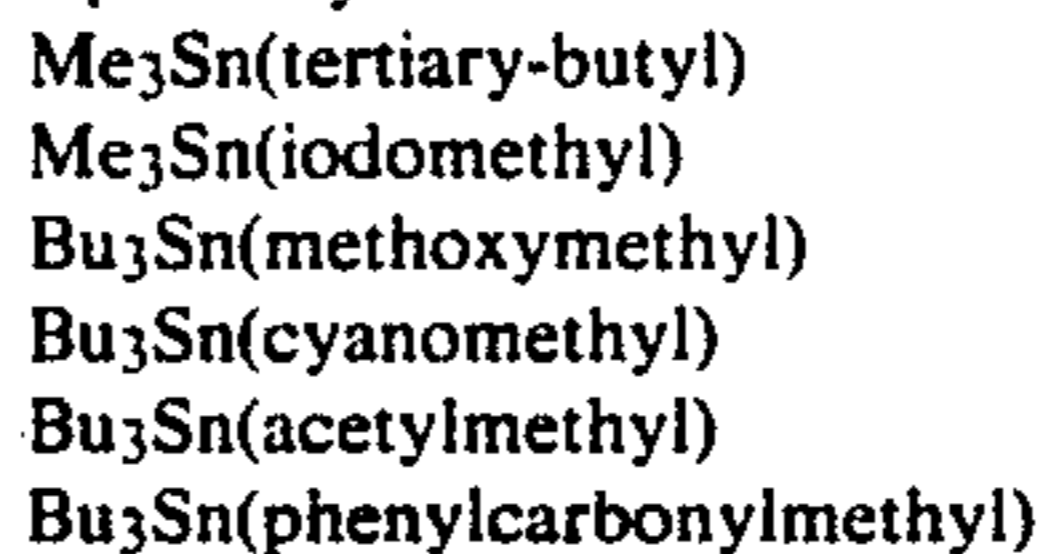 Me3Sn(tertiary-butyl)
Me3Sn(iodomethyl)
Bu3Sn(methoxymethyl)
Bu3Sn(cyanomethyl)
Bu3Sn(acetylmethyl)
Bu3Sn(phenylcarbonylmethyl)